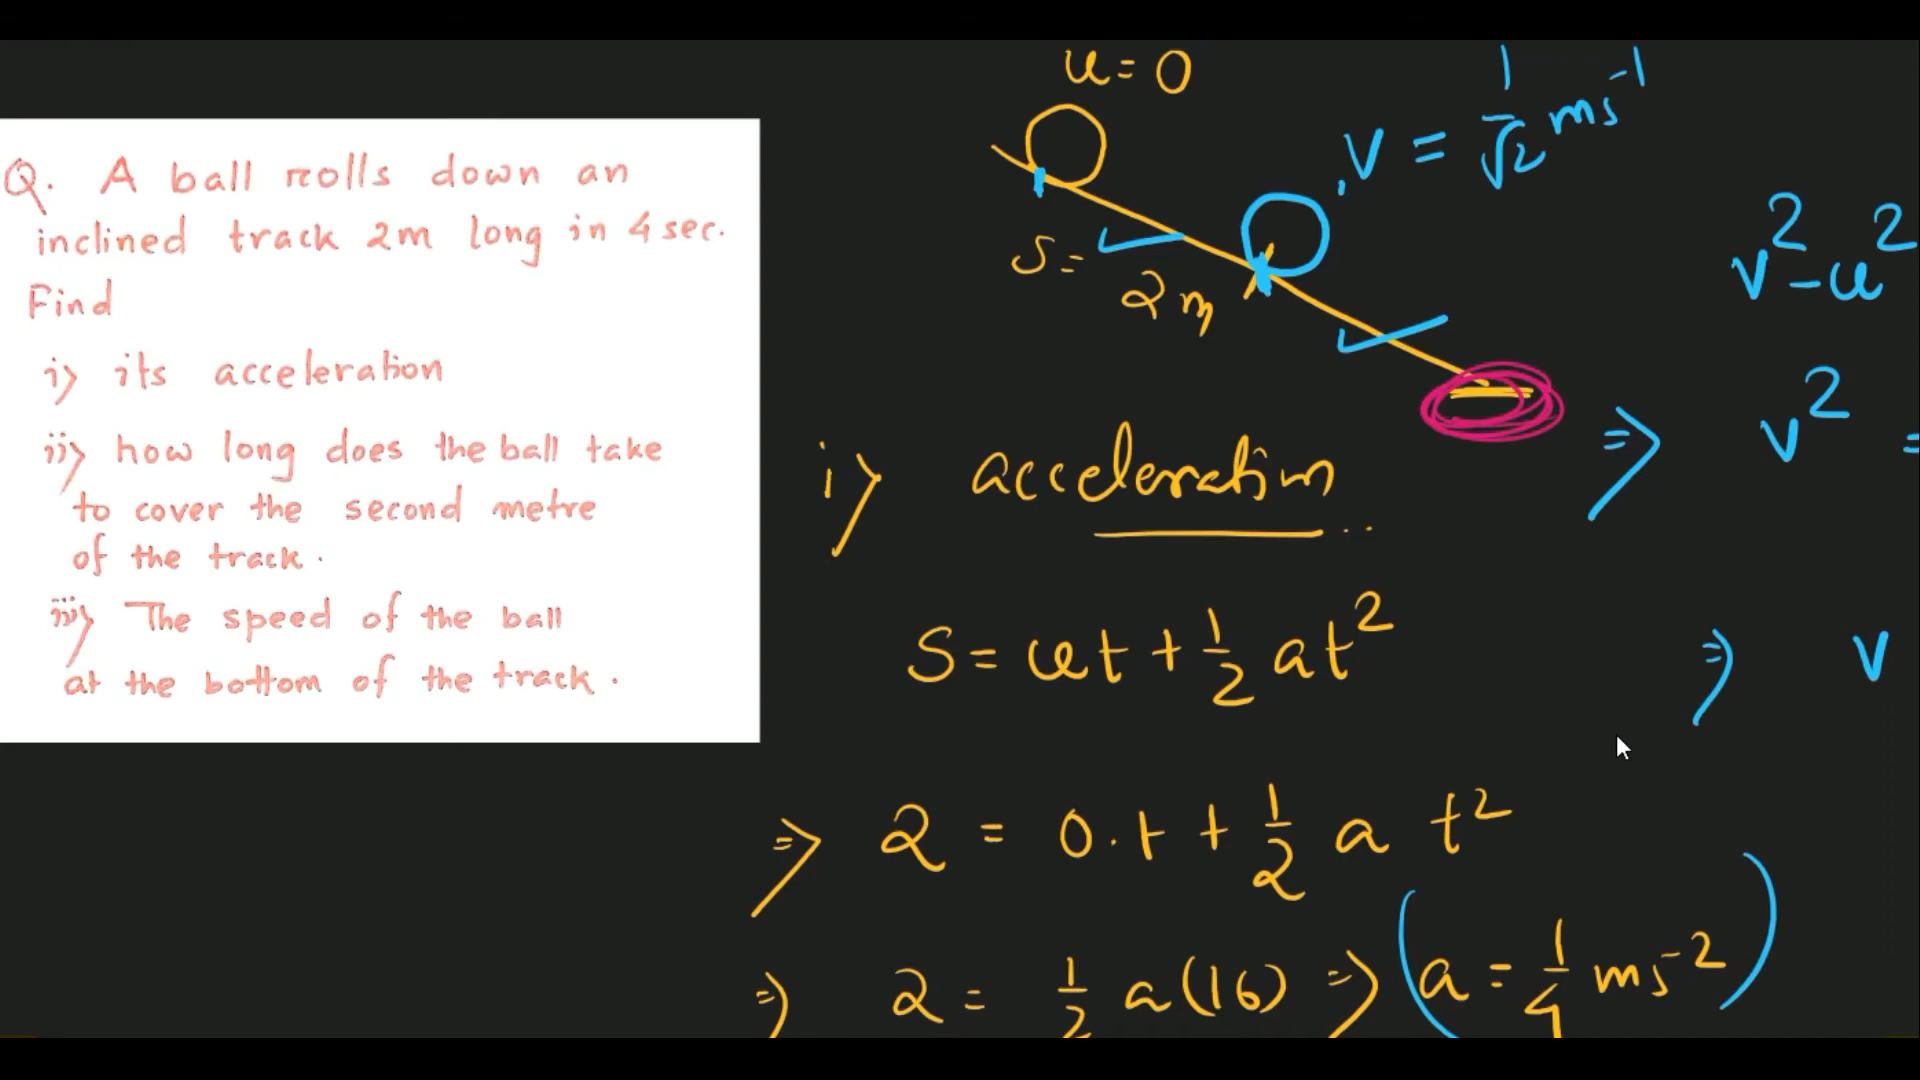 Q. A ball rolls down an
inclined track 2m long in 4 sec.
Find
i) its acceleration
ii) how long does the ball take
to cover the second metre
of the track.
iii) The speed of the ball
at the bottom of the track.
u = 0
, v = 1/√2 ms⁻¹
S = 2m
i) acceleration ..
S = ut + 1/2 at²
⇒ 2 = 0.t + 1/2 a t²
⇒ 2 = 1/2 a(16) ⇒ (a = 1/4 ms⁻²)
v² - u²
⇒ v² =
⇒ v